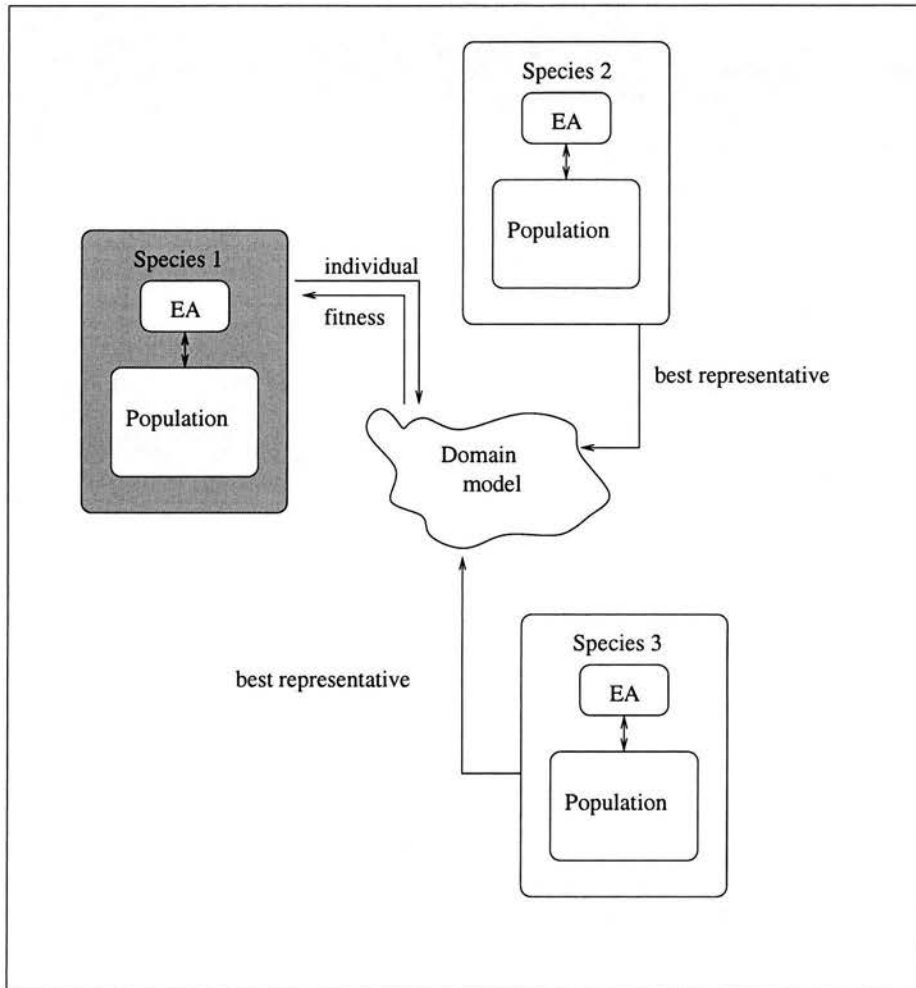 Species 2
EA
Population
Species 1
EA
Population
individual
fitness
best representative
Domain
model
best representative
Species 3
EA
Population